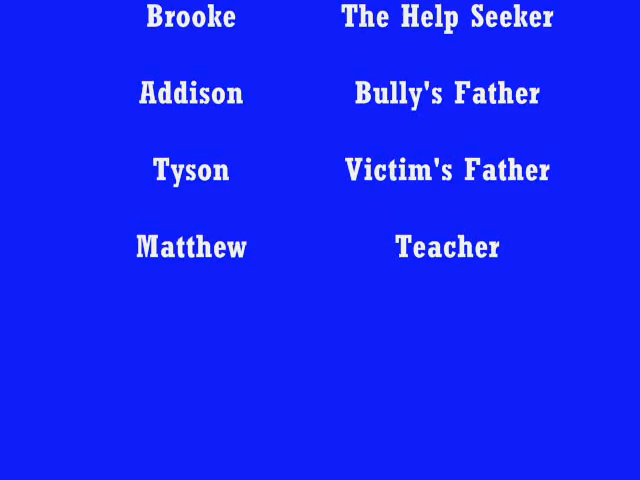 Brooke The Help Seeker
Addison Bully's Father
Tyson Victim's Father
Matthew Teacher